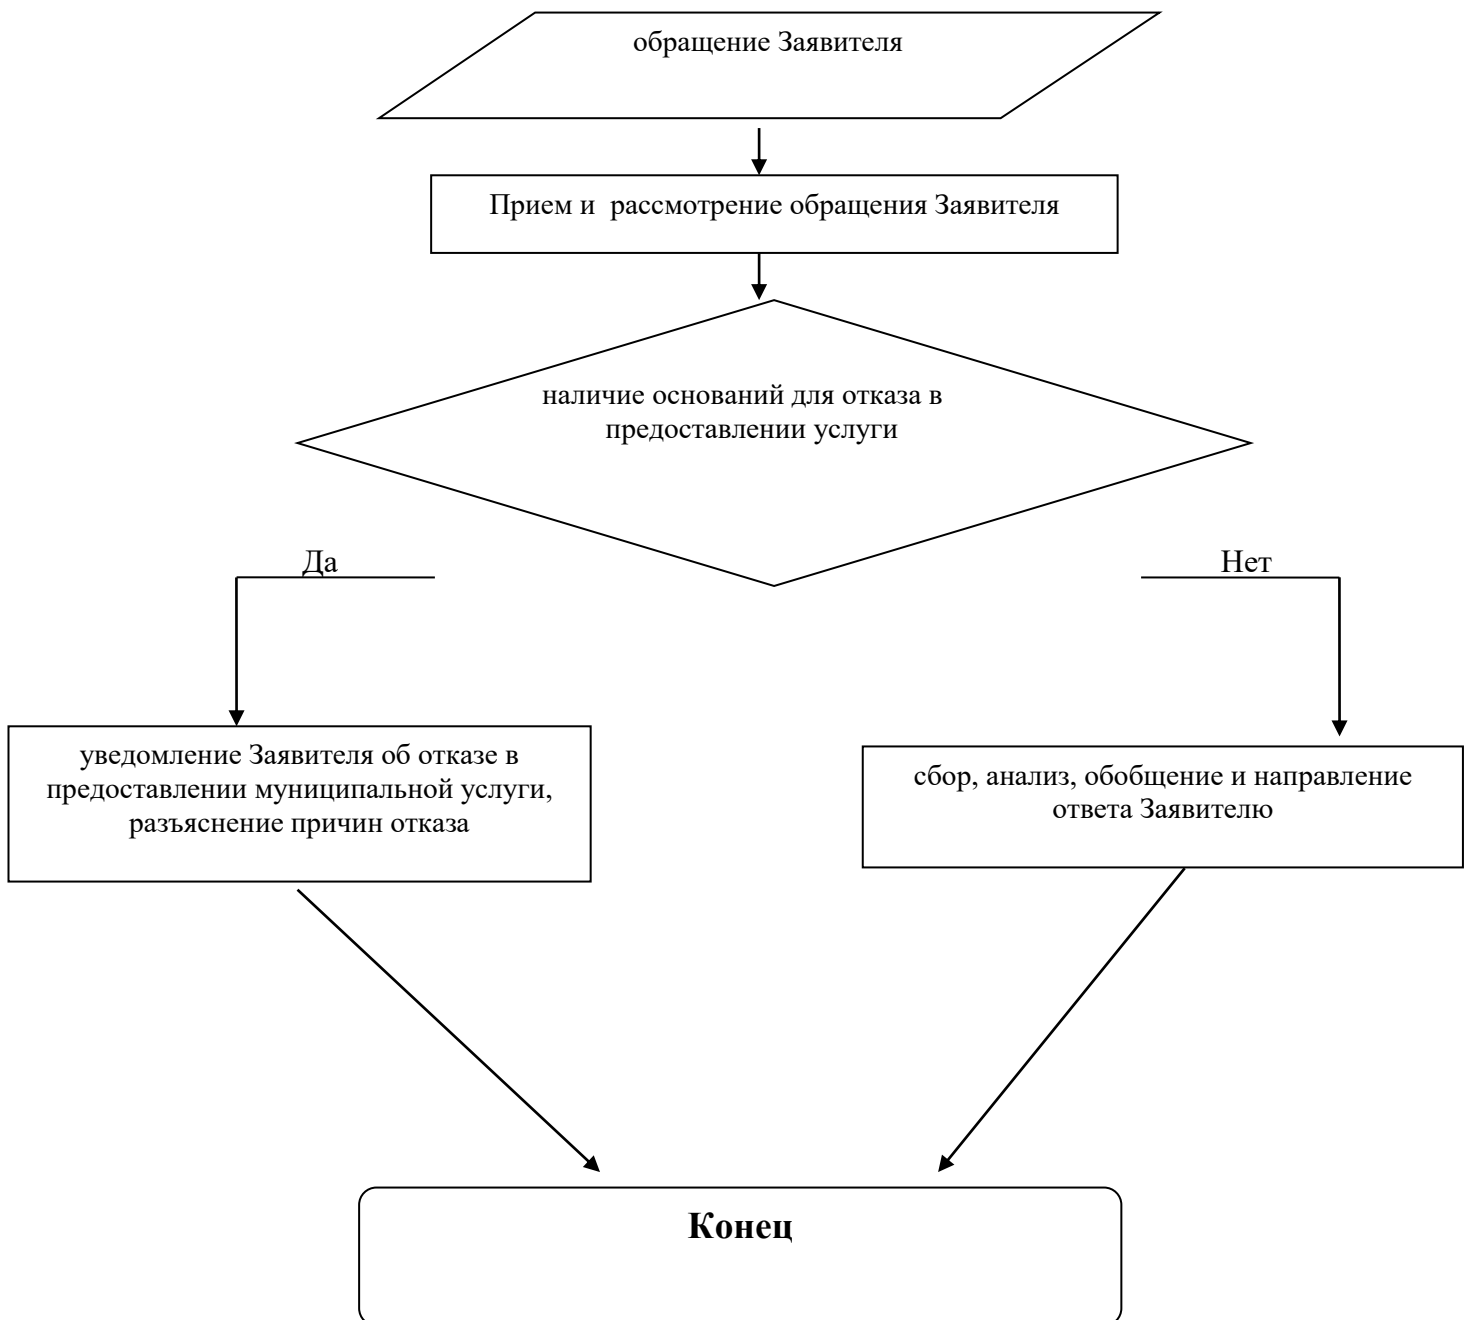 обращение Заявителя
Прием и  рассмотрение обращения Заявителя
наличие оснований для отказа в
предоставлении услуги
Да
Нет
уведомление Заявителя об отказе в
предоставлении муниципальной услуги,
разъяснение причин отказа
сбор, анализ, обобщение и направление
ответа Заявителю
Конец